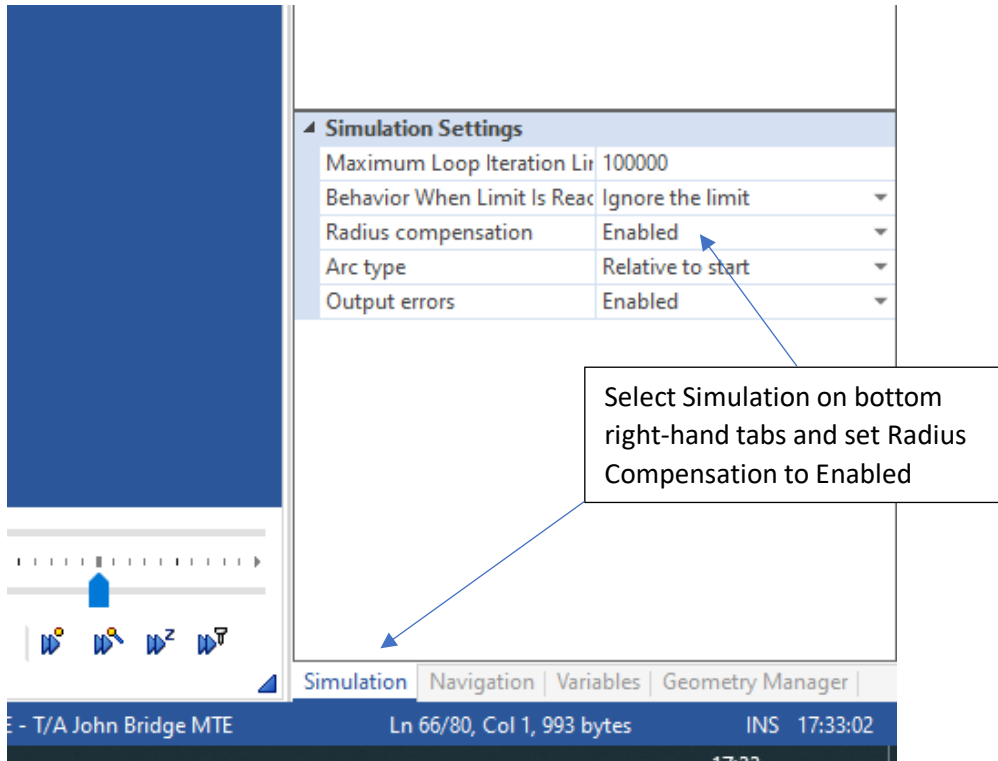 Simulation Settings
Maximum Loop Iteration Lir 100000
Behavior When Limit Is Reac Ignore the limit
Radius compensation Enabled
Arc type Relative to start
Output errors Enabled
Select Simulation on bottom
right-hand tabs and set Radius
Compensation to Enabled
Z
Simulation | Navigation | Variables | Geometry Manager |
E - T/A John Bridge MTE Ln 66/80, Col 1, 993 bytes INS 17:33:02
17:33